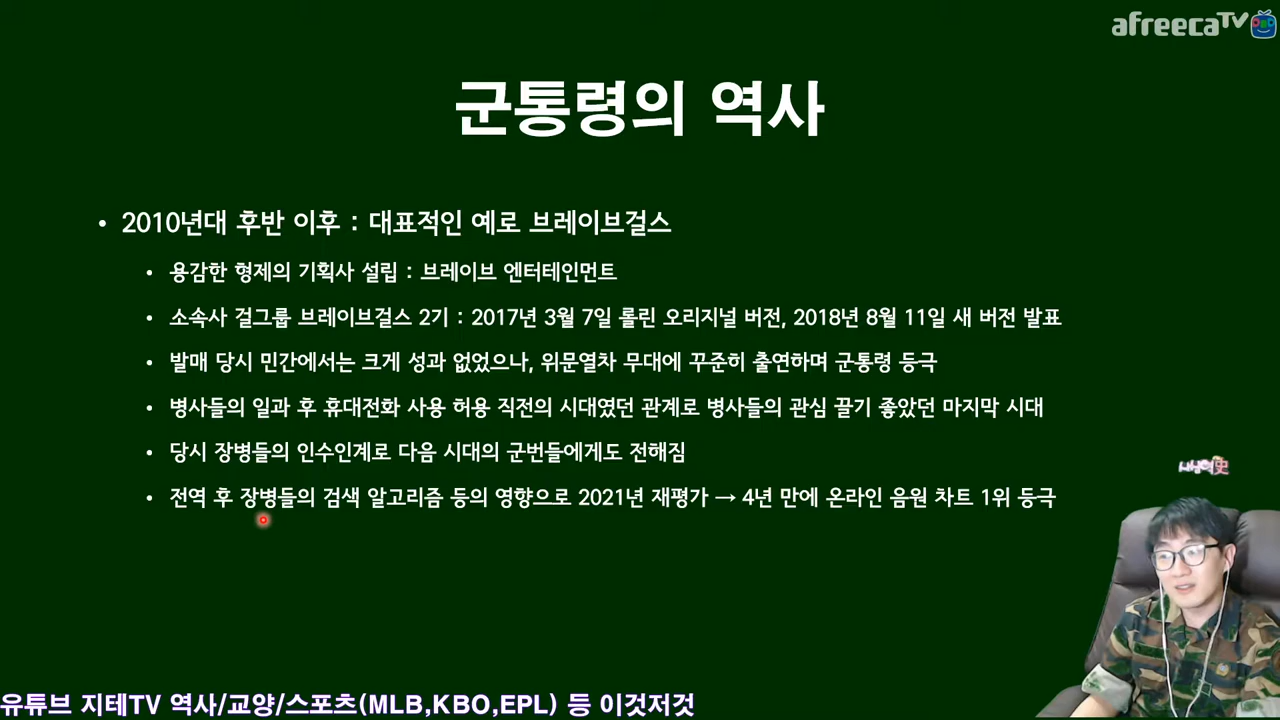 afreecaTV
군통령의 역사
• 2010년대 후반 이후 : 대표적인 예로 브레이브걸스
• 용감한 형제의 기획사 설립 : 브레이브 엔터테인먼트
• 소속사 걸그룹 브레이브걸스 2기 : 2017년 3월 7일 롤린 오리지널 버전, 2018년 8월 11일 새 버전 발표
• 발매 당시 민간에서는 크게 성과 없었으나, 위문열차 무대에 꾸준히 출연하며 군통령 등극
• 병사들의 일과 후 휴대전화 사용 허용 직전의 시대였던 관계로 병사들의 관심 끌기 좋았던 마지막 시대
• 당시 장병들의 인수인계로 다음 시대의 군번들에게도 전해짐
• 전역 후 장병들의 검색 알고리즘 등의 영향으로 2021년 재평가 → 4년 만에 온라인 음원 차트 1위 등극
유튜브 지테TV 역사/교양/스포츠(MLB,KBO,EPL) 등 이것저것